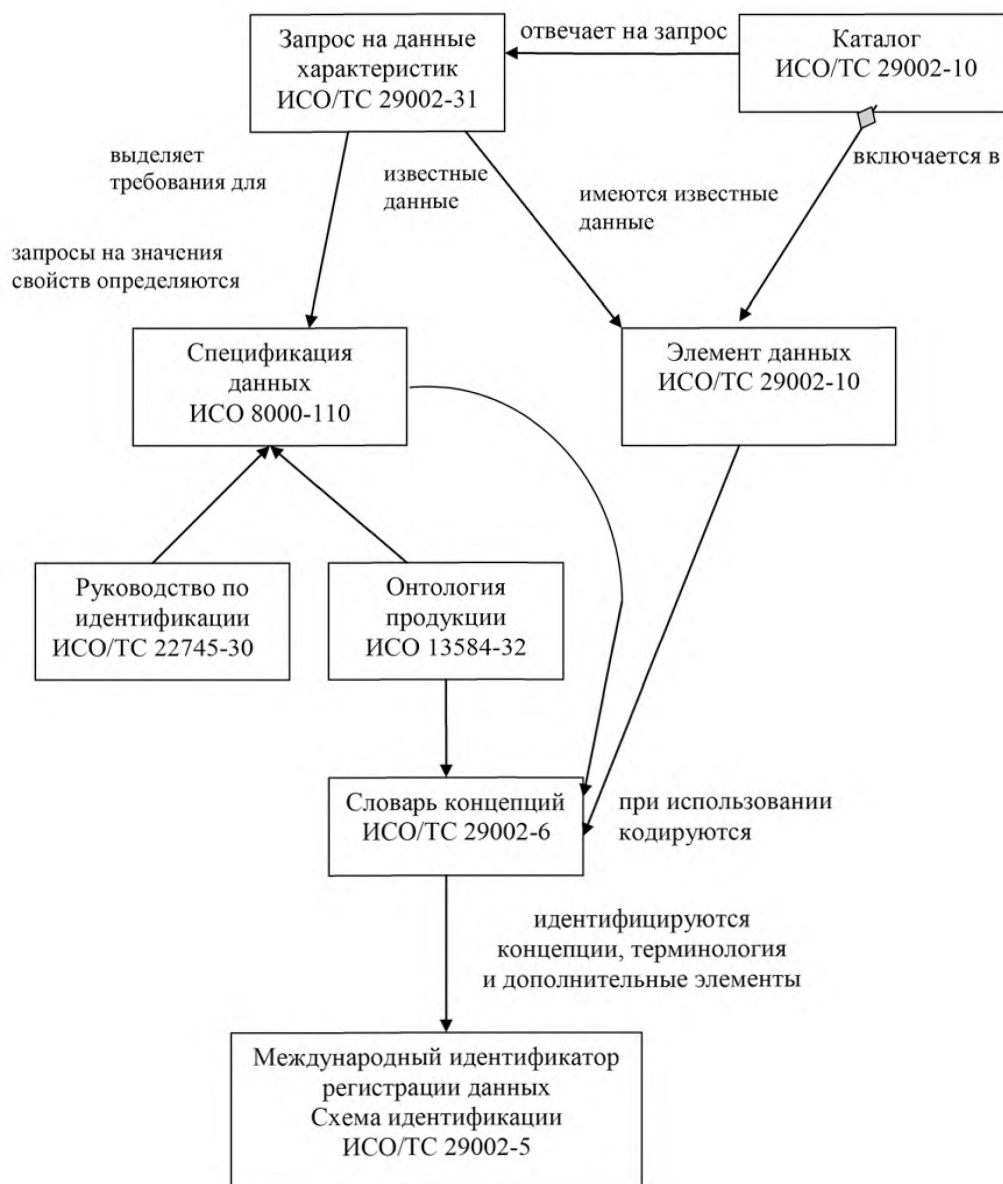 Запрос на данные
характеристик
ИСО/ТС 29002-31
отвечает на запрос
Каталог
ИСО/ТС 29002-10
выделяет
требования для
известные
данные
имеются известные
данные
включается в
запросы на значения
свойств определяются
Спецификация
данных
ИСО 8000-110
Элемент данных
ИСО/ТС 29002-10
Руководство по
идентификации
ИСО/ТС 22745-30
Онтология
продукции
ИСО 13584-32
Словарь концепций
ИСО/ТС 29002-6
при использовании
кодируются
идентифицируются
концепции, терминология
и дополнительные элементы
Международный идентификатор
регистрации данных
Схема идентификации
ИСО/ТС 29002-5